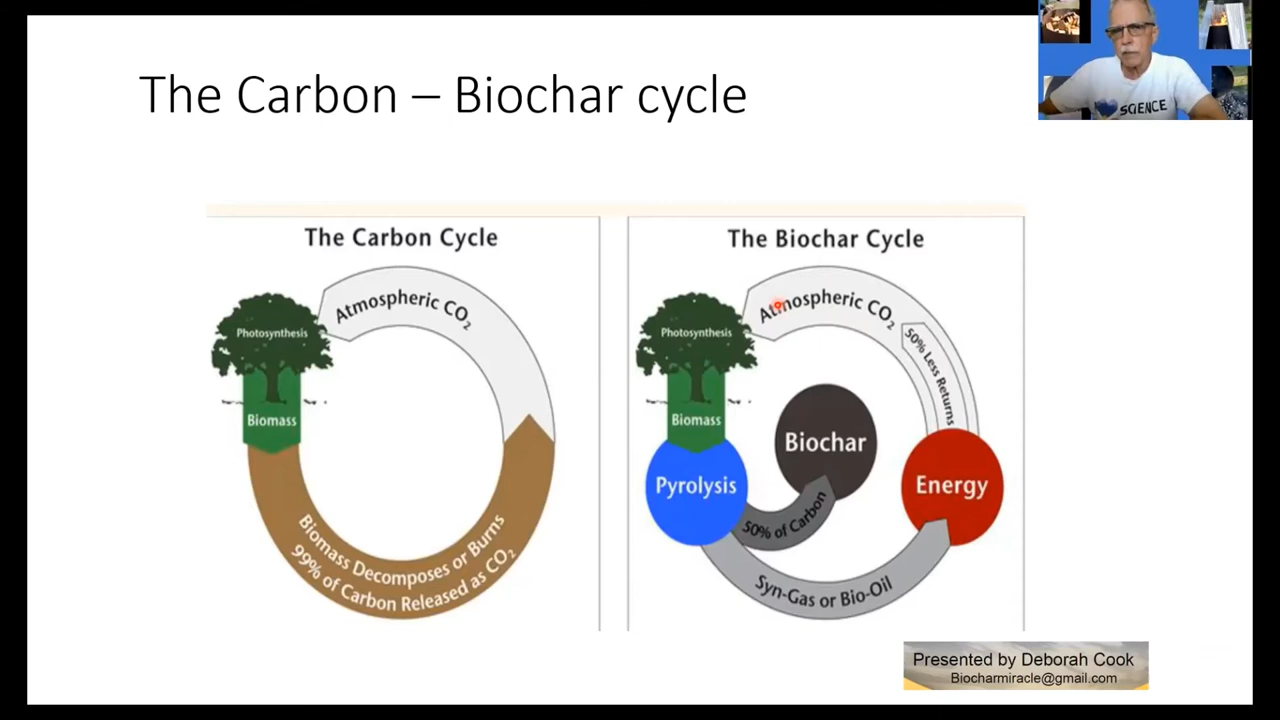 The Carbon – Biochar cycle
SCIENCE
The Carbon Cycle
Atmospheric CO₂
Photosynthesis
Biomass
Biomass Decomposes or Burns
99% of Carbon Released as CO₂
The Biochar Cycle
Atmospheric CO₂
50% Less Returns
Photosynthesis
Biomass
Pyrolysis
Biochar
Energy
50% of Carbon
Syn-Gas or Bio-Oil
Presented by Deborah Cook
Biocharmiracle@gmail.com